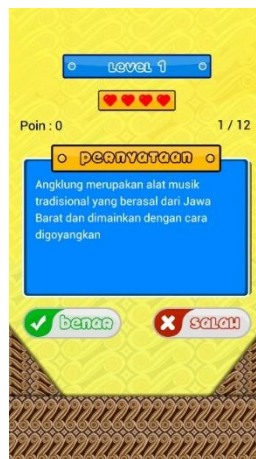 LEVEL 1
Poin : 0
1 / 12
PERNYATAAN
Angklung merupakan alat musik
tradisional yang berasal dari Jawa
Barat dan dimainkan dengan cara
digoyangkan
BENAR
SALAH